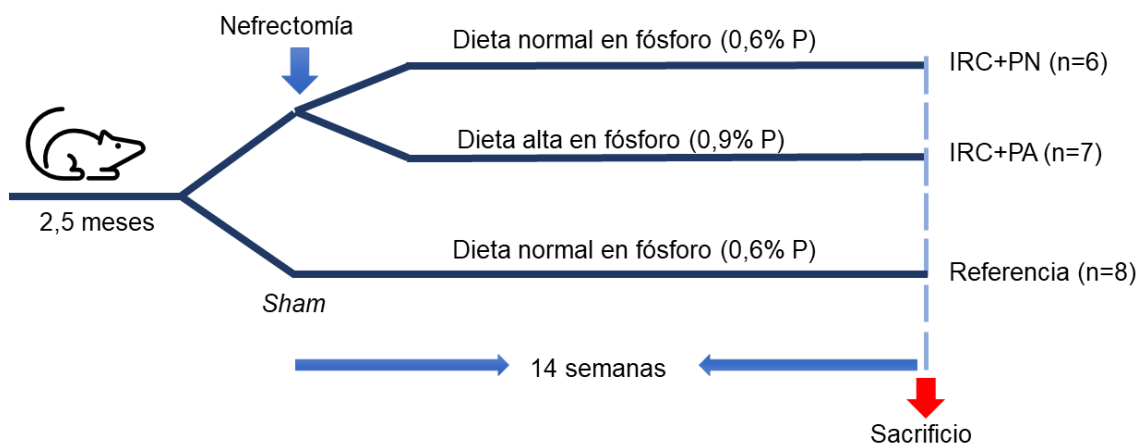 Nefrectomía
Dieta normal en fósforo (0,6% P)
IRC+PN (n=6)
Dieta alta en fósforo (0,9% P)
IRC+PA (n=7)
2,5 meses
Dieta normal en fósforo (0,6% P)
Referencia (n=8)
Sham
14 semanas
Sacrificio